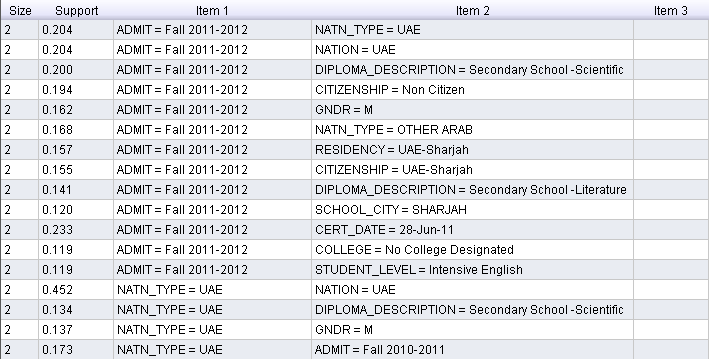 Size Support Item 1 Item 2 Item 3
2 0.204 ADMIT = Fall 2011-2012 NATN_TYPE = UAE
2 0.204 ADMIT = Fall 2011-2012 NATION = UAE
2 0.200 ADMIT = Fall 2011-2012 DIPLOMA_DESCRIPTION = Secondary School -Scientific
2 0.194 ADMIT = Fall 2011-2012 CITIZENSHIP = Non Citizen
2 0.162 ADMIT = Fall 2011-2012 GNDR = M
2 0.168 ADMIT = Fall 2011-2012 NATN_TYPE = OTHER ARAB
2 0.157 ADMIT = Fall 2011-2012 RESIDENCY = UAE-Sharjah
2 0.155 ADMIT = Fall 2011-2012 CITIZENSHIP = UAE-Sharjah
2 0.141 ADMIT = Fall 2011-2012 DIPLOMA_DESCRIPTION = Secondary School -Literature
2 0.120 ADMIT = Fall 2011-2012 SCHOOL_CITY = SHARJAH
2 0.233 ADMIT = Fall 2011-2012 CERT_DATE = 28-Jun-11
2 0.119 ADMIT = Fall 2011-2012 COLLEGE = No College Designated
2 0.119 ADMIT = Fall 2011-2012 STUDENT_LEVEL = Intensive English
2 0.452 NATN_TYPE = UAE NATION = UAE
2 0.134 NATN_TYPE = UAE DIPLOMA_DESCRIPTION = Secondary School -Scientific
2 0.137 NATN_TYPE = UAE GNDR = M
2 0.173 NATN_TYPE = UAE ADMIT = Fall 2010-2011